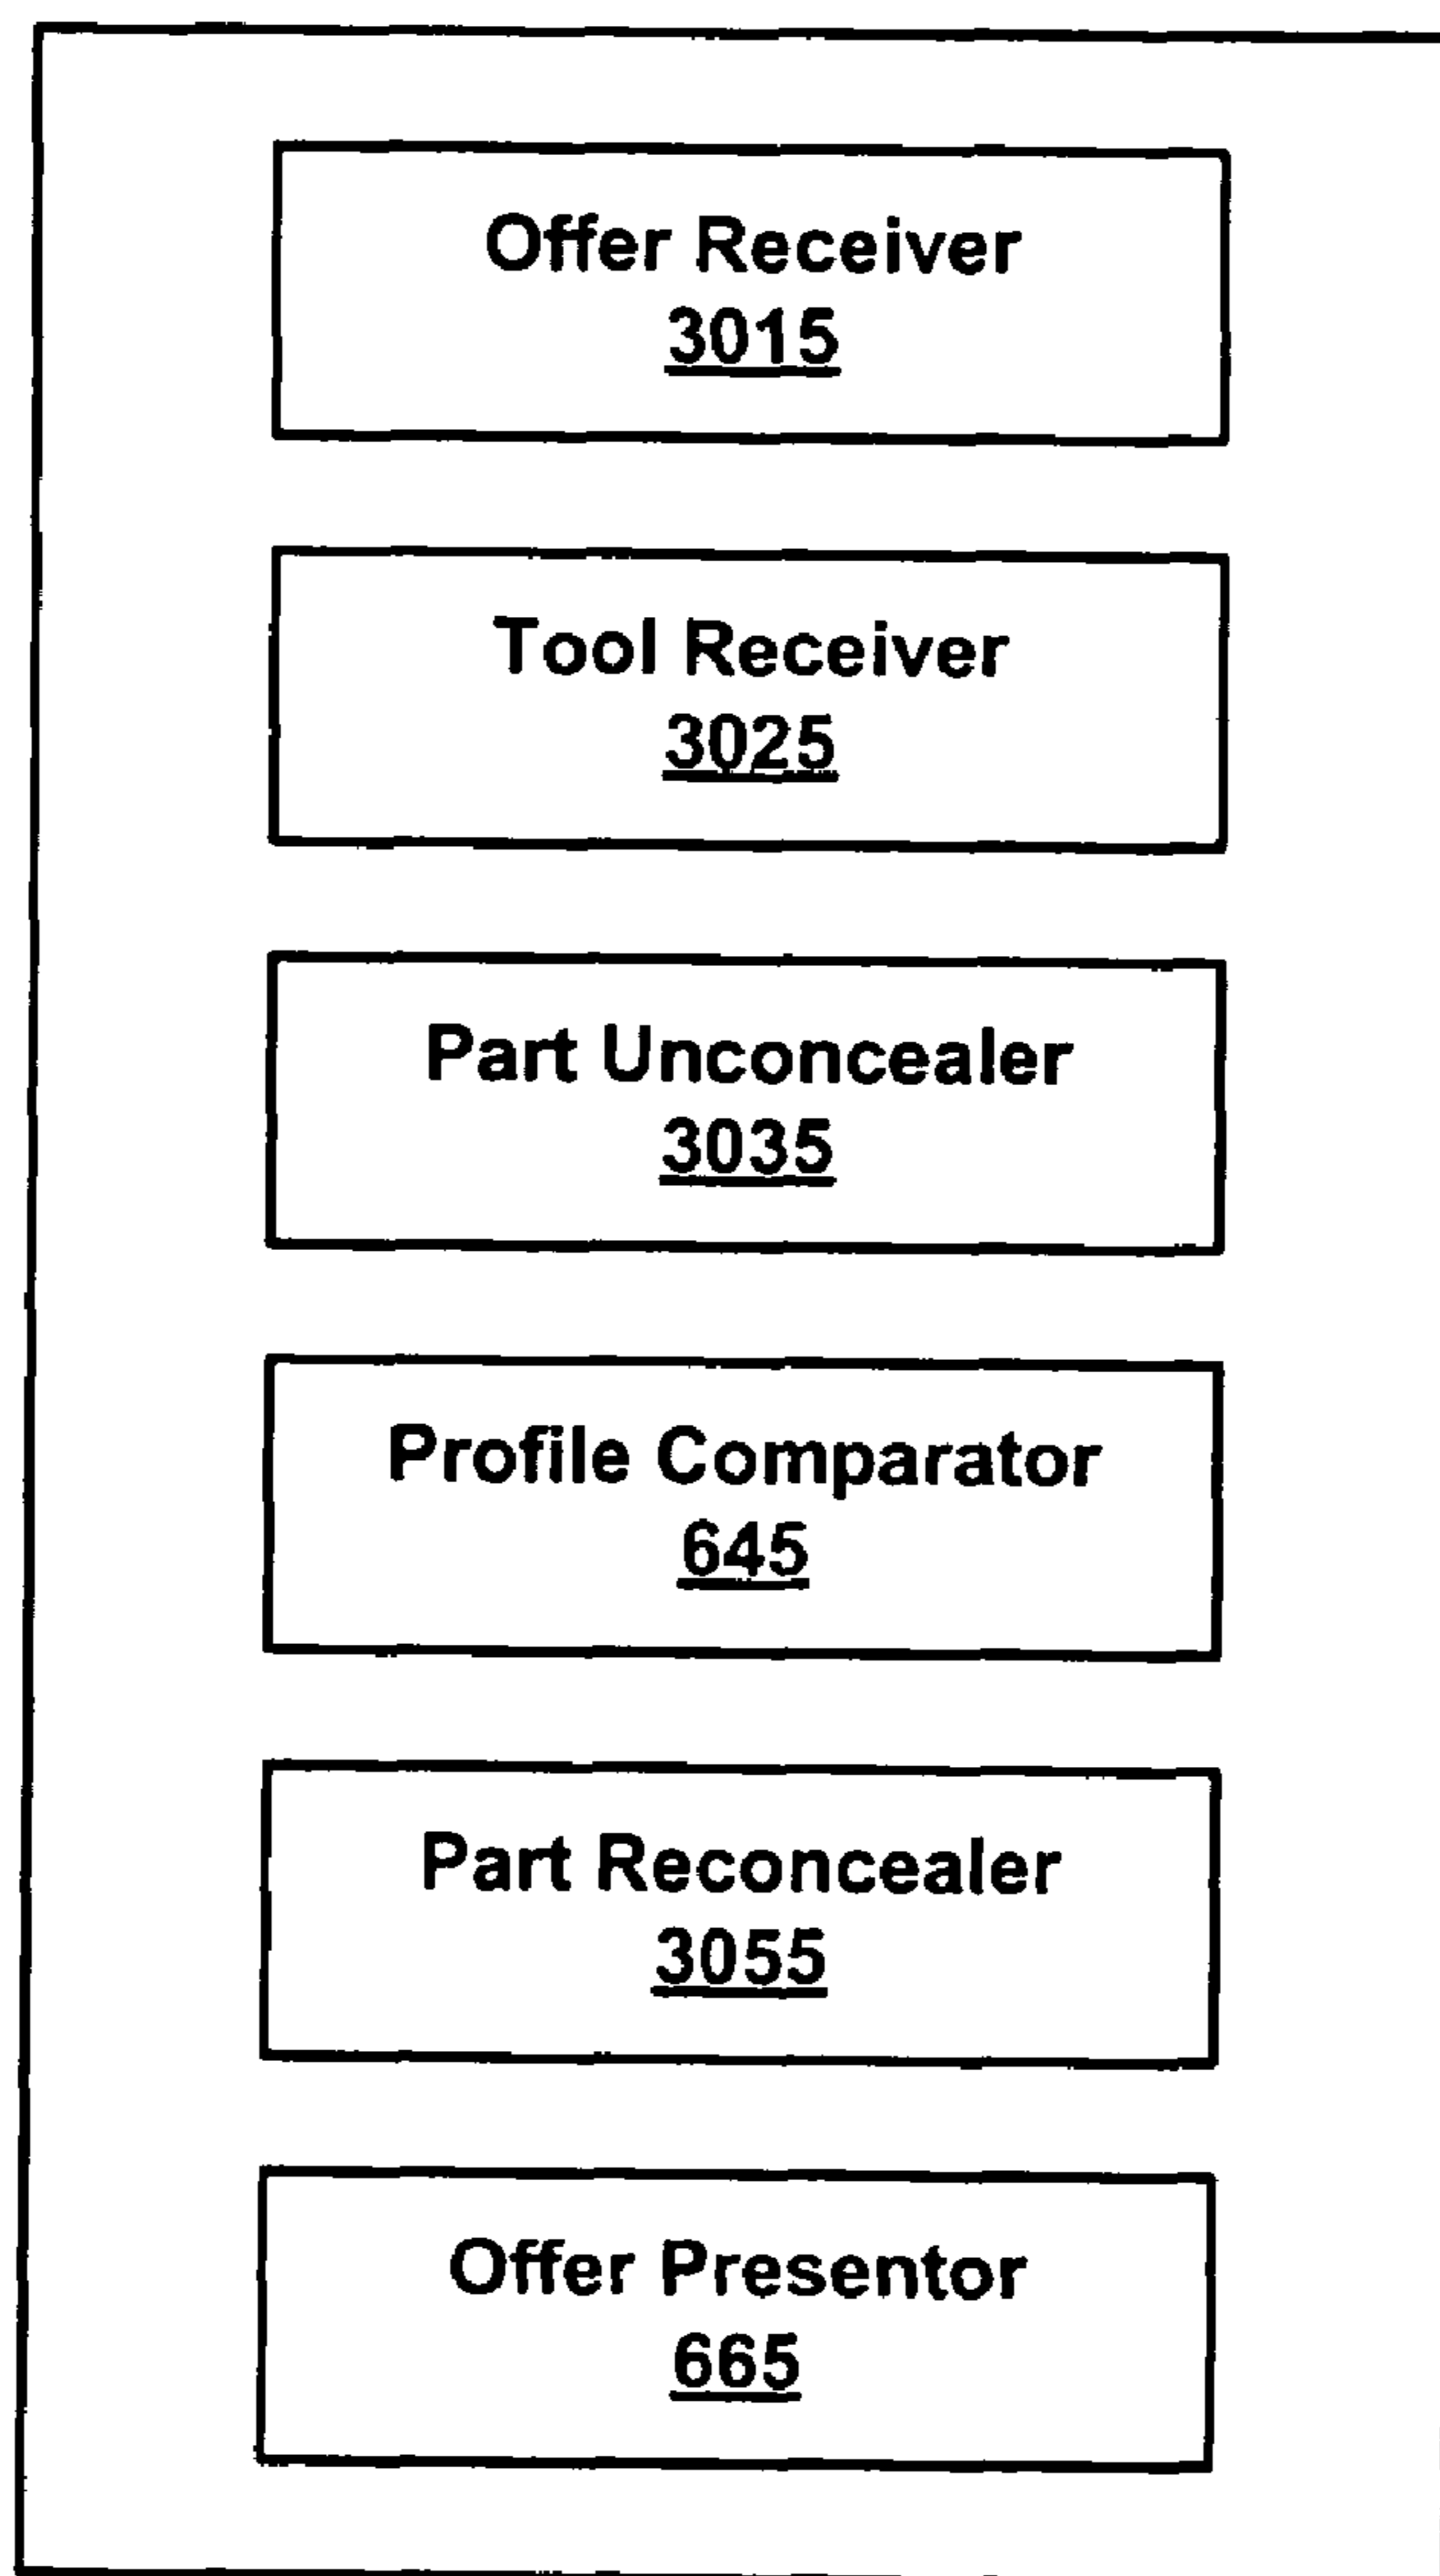 Offer Receiver
3015
Tool Receiver
3025
Part Unconcealer
3035
Profile Comparator
645
Part Reconcealer
3055
Offer Presentor
665